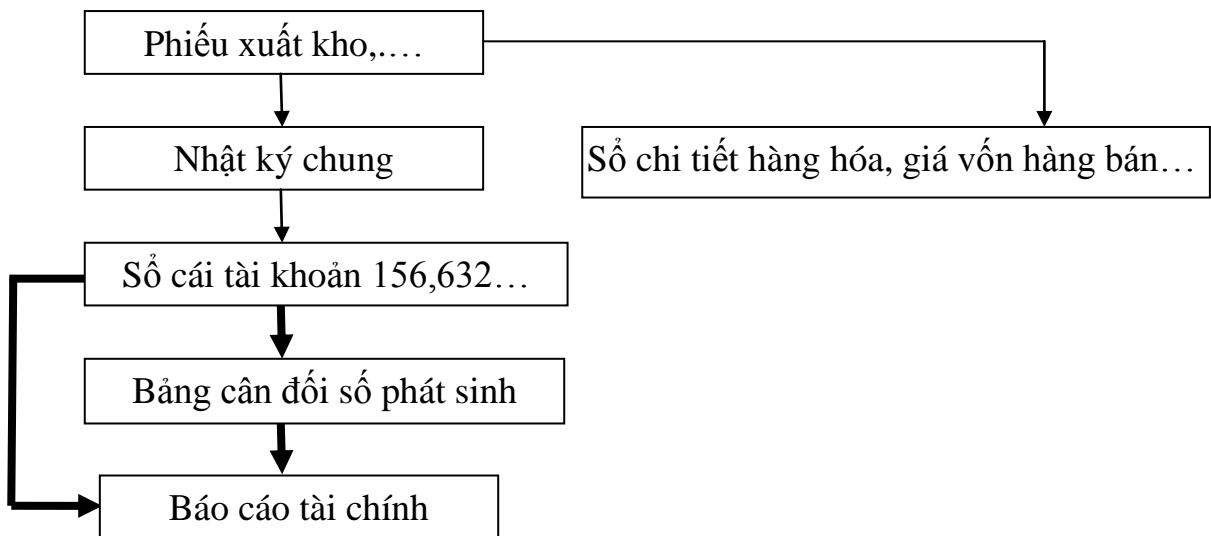 Phiếu xuất kho,.…
Nhật ký chung
Sổ chi tiết hàng hóa, giá vốn hàng bán…
Sổ cái tài khoản 156,632…
Bảng cân đối số phát sinh
Báo cáo tài chính